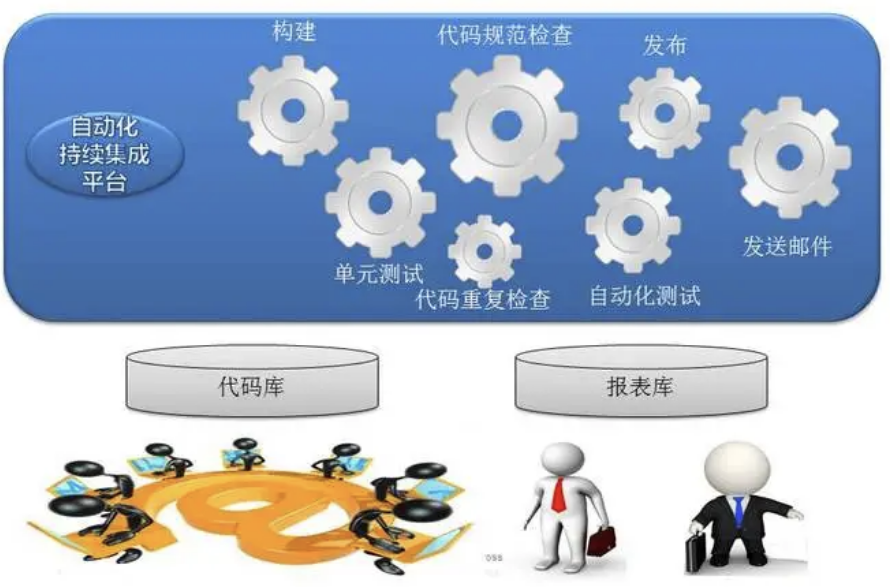 构建
代码规范检查
发布
自动化
持续集成
平台
发送邮件
单元测试
代码重复检查
自动化测试
代码库
报表库
ross